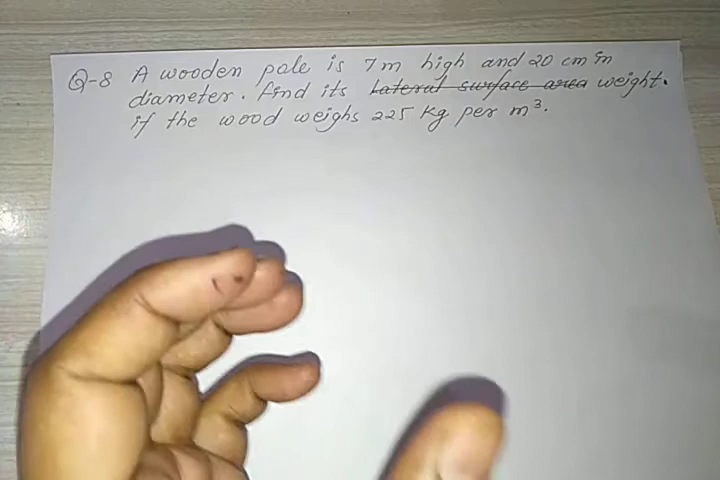 Q-8 A wooden pole is 7m high and 20 cm in
diameter. Find its lateral surface area weight.
if the wood weighs 225 kg per m³.